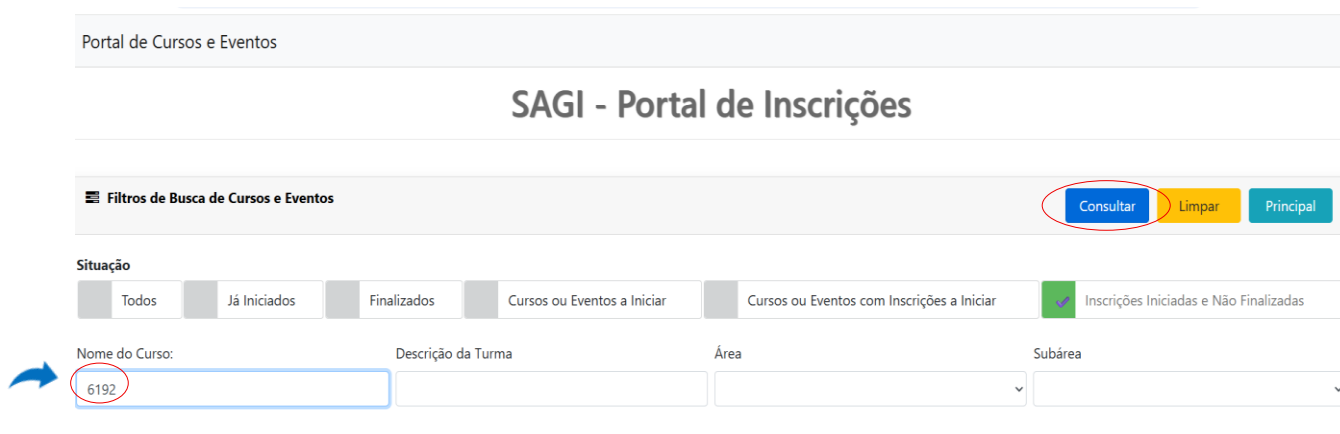 Portal de Cursos e Eventos
SAGI - Portal de Inscrições
Filtros de Busca de Cursos e Eventos
Consultar Limpar Principal
Situação
Todos Já Iniciados Finalizados Cursos ou Eventos a Iniciar Cursos ou Eventos com Inscrições a Iniciar Inscrições Iniciadas e Não Finalizadas
Nome do Curso: Descrição da Turma Área Subárea
6192